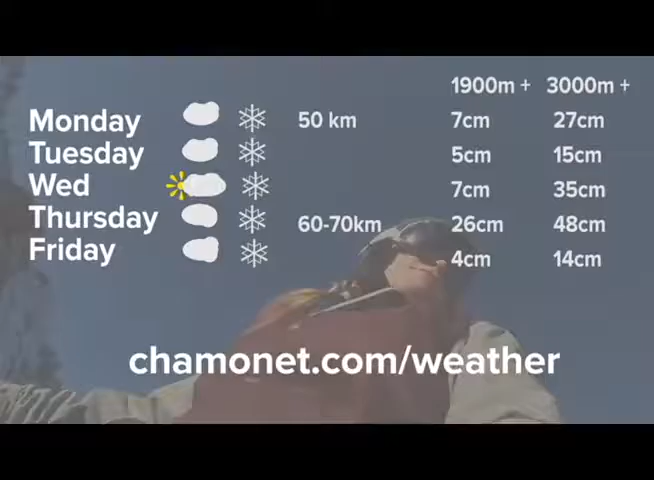 1900m + 3000m +
Monday 50 km 7cm 27cm
Tuesday 5cm 15cm
Wed 7cm 35cm
Thursday 60-70km 26cm 48cm
Friday 4cm 14cm
chamonet.com/weather